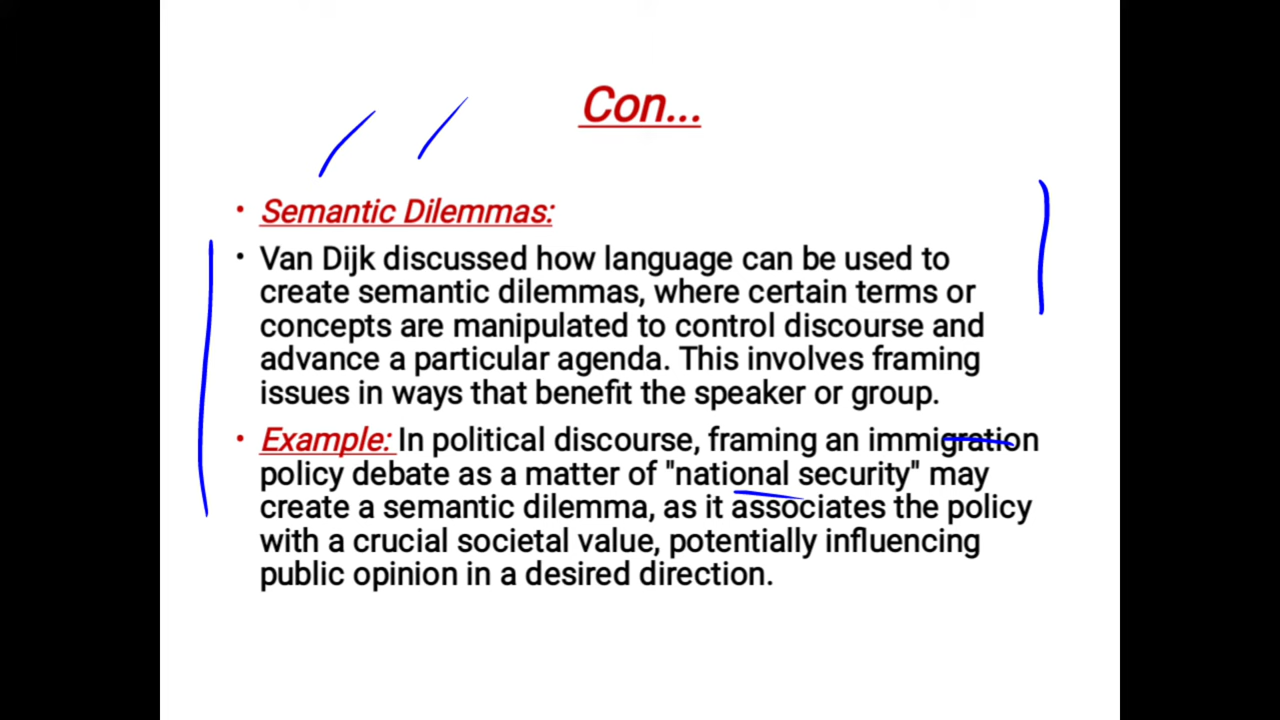 Con...
• Semantic Dilemmas:
• Van Dijk discussed how language can be used to
create semantic dilemmas, where certain terms or
concepts are manipulated to control discourse and
advance a particular agenda. This involves framing
issues in ways that benefit the speaker or group.
• Example: In political discourse, framing an immigration
policy debate as a matter of "national security" may
create a semantic dilemma, as it associates the policy
with a crucial societal value, potentially influencing
public opinion in a desired direction.